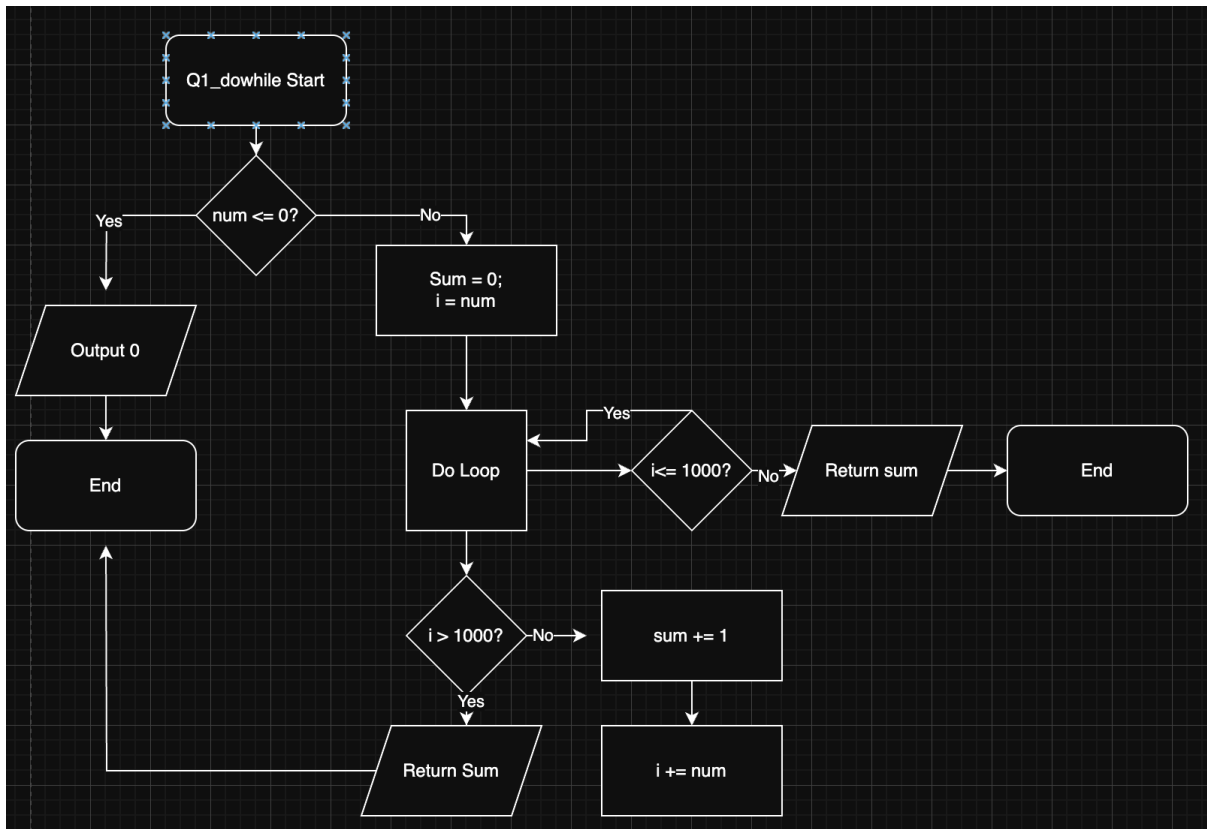 Q1_dowhile Start
num <= 0?
Yes
No
Sum = 0;
i = num
Output 0
End
Do Loop
Yes
i<= 1000?
No
Return sum
End
i > 1000?
No
sum += 1
Yes
Return Sum
i += num